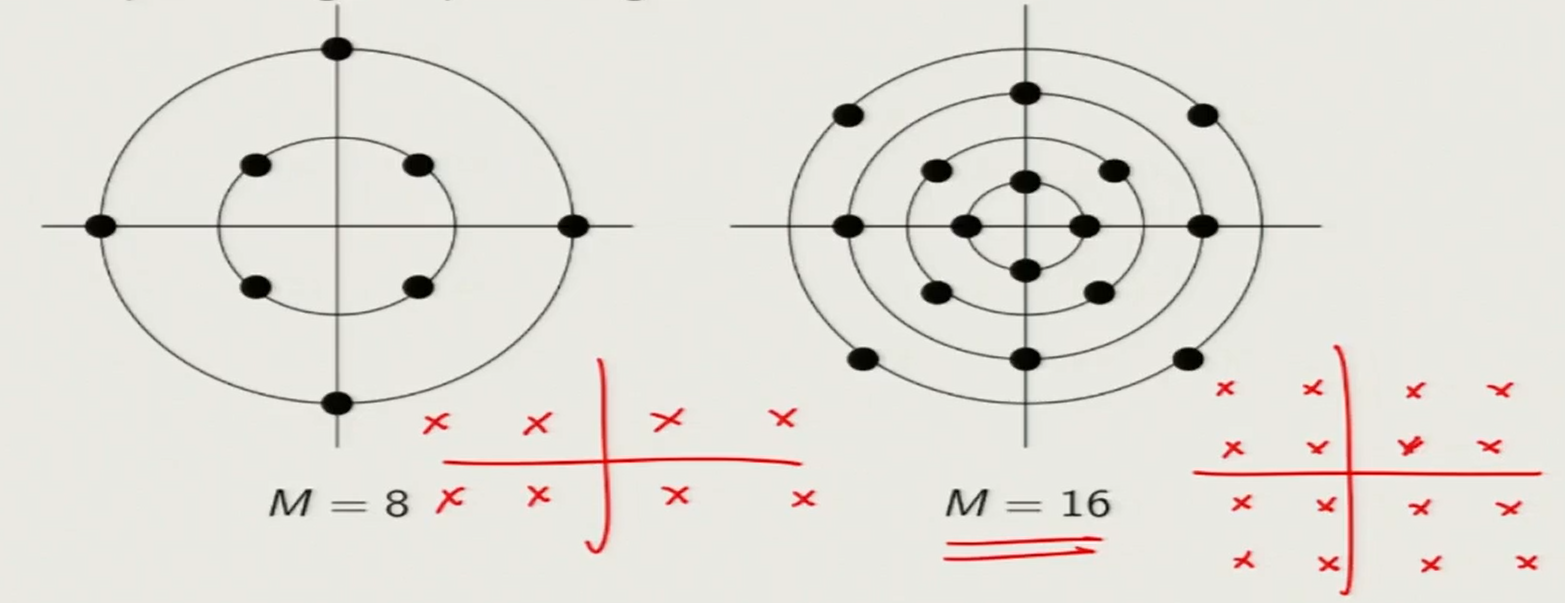 M = 8
M = 16